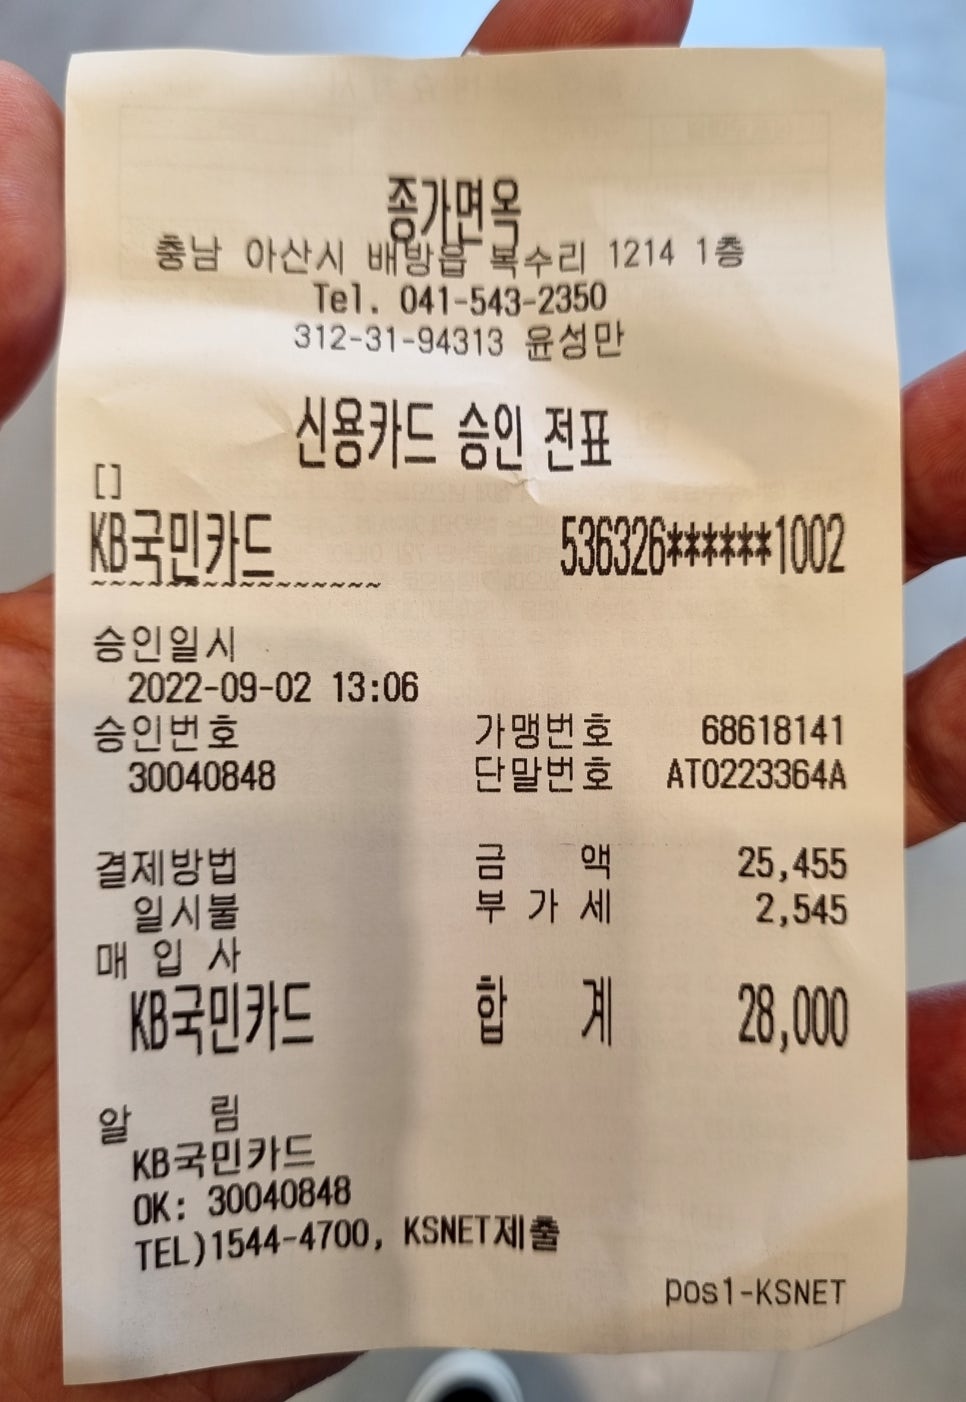 종가면옥
충남 아산시 배방읍 복수리 1214 1층
Tel. 041-543-2350
312-31-94313 윤성만
신용카드 승인 전표
[]
KB국민카드 536326******1002
~~~~~~~~~~~~~~~~~~~~
승인일시
2022-09-02 13:06
승인번호 가맹번호 68618141
30040848 단말번호 AT0223364A
결제방법 금 액 25,455
일시불 부 가 세 2,545
매 입 사
KB국민카드 합 계 28,000
알 림
KB국민카드
OK: 30040848
TEL)1544-4700, KSNET제출
pos1-KSNET